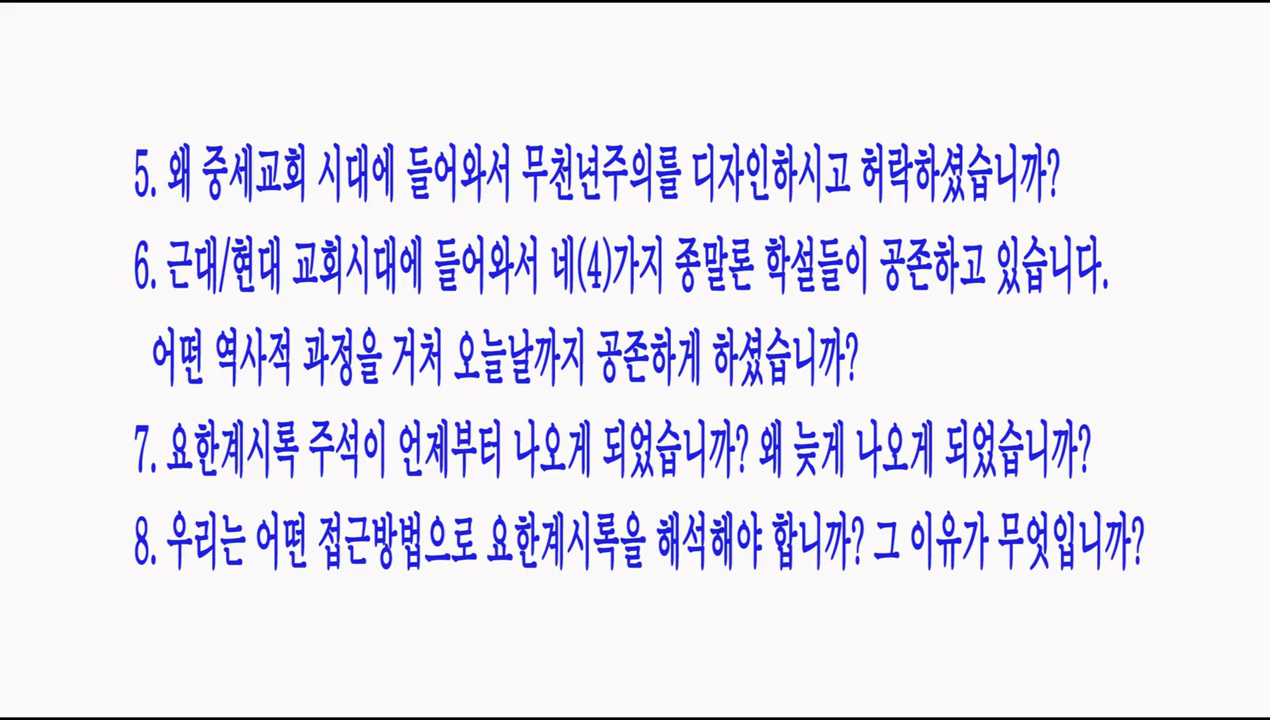 5. 왜 중세교회 시대에 들어와서 무천년주의를 디자인하시고 허락하셨습니까?
6. 근대/현대 교회시대에 들어와서 네(4)가지 종말론 학설들이 공존하고 있습니다.
어떤 역사적 과정을 거처 오늘날까지 공존하게 하셨습니까?
7. 요한계시록 주석이 언제부터 나오게 되었습니까? 왜 늦게 나오게 되었습니까?
8. 우리는 어떤 접근방법으로 요한계시록을 해석해야 합니까? 그 이유가 무엇입니까?